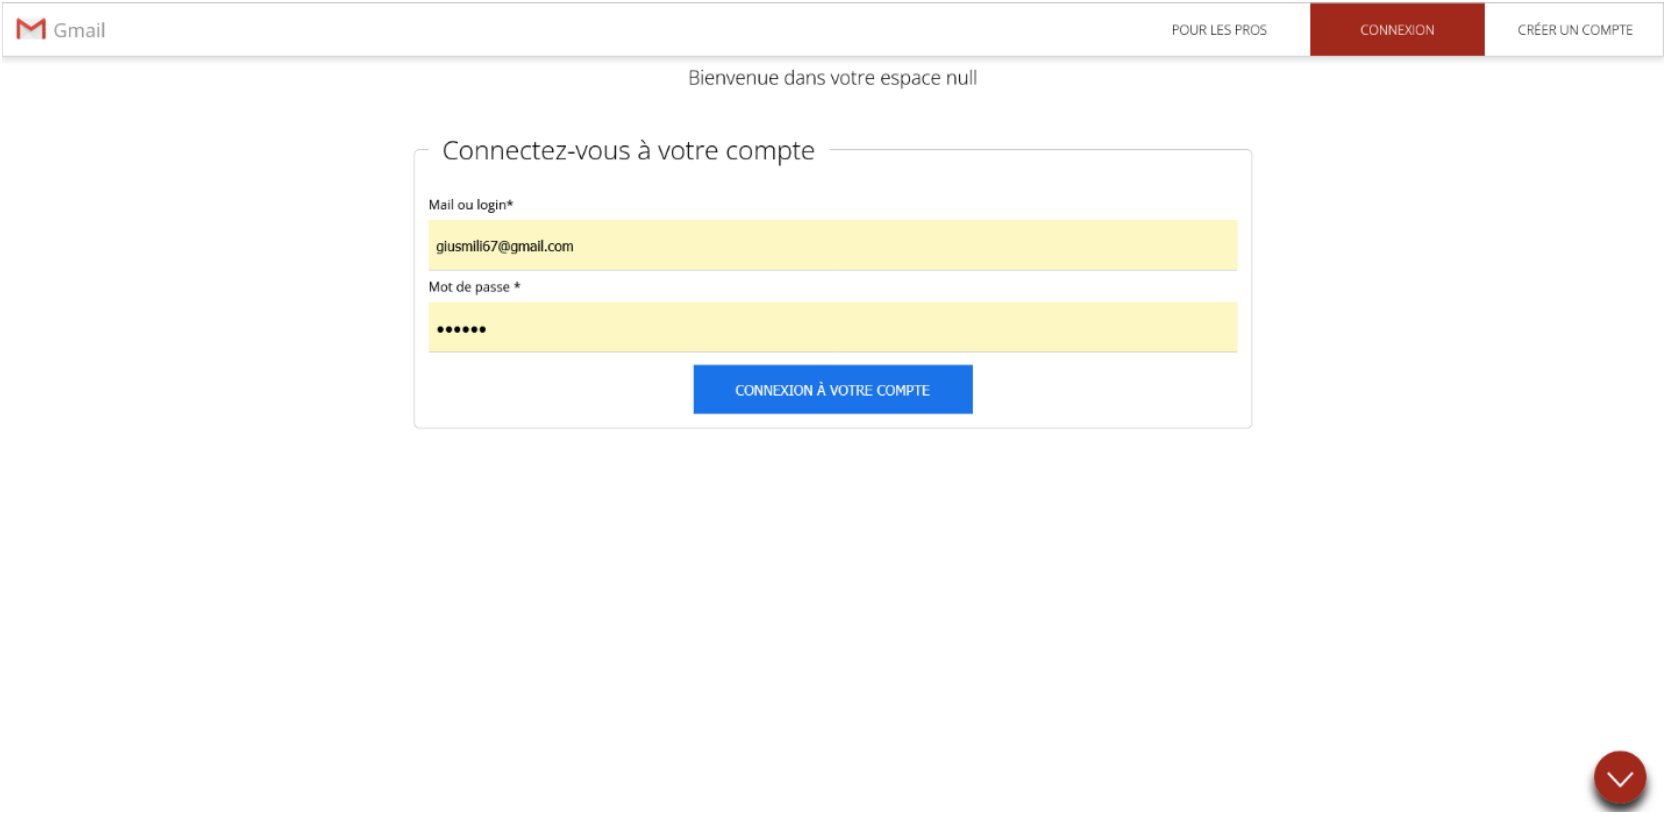 Gmail
POUR LES PROS
CONNEXION
CRÉER UN COMPTE
Bienvenue dans votre espace null
Connectez-vous à votre compte
Mail ou login*
giusmili67@gmail.com
Mot de passe *
••••••
CONNEXION À VOTRE COMPTE